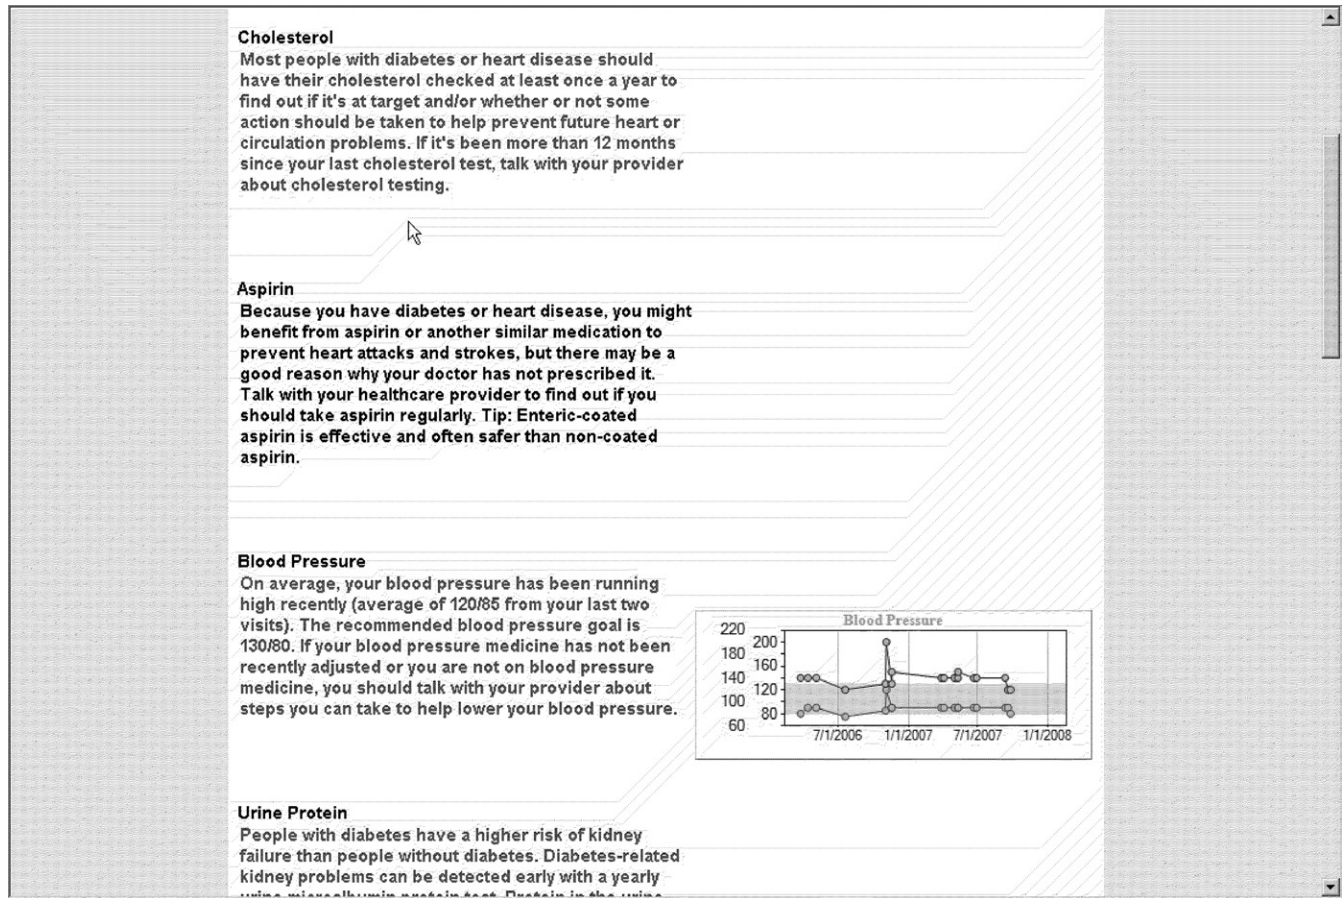 Cholesterol
Most people with diabetes or heart disease should
have their cholesterol checked at least once a year to
find out if it's at target and/or whether or not some
action should be taken to help prevent future heart or
circulation problems. If it's been more than 12 months
since your last cholesterol test, talk with your provider
about cholesterol testing.
Aspirin
Because you have diabetes or heart disease, you might
benefit from aspirin or another similar medication to
prevent heart attacks and strokes, but there may be a
good reason why your doctor has not prescribed it.
Talk with your healthcare provider to find out if you
should take aspirin regularly. Tip: Enteric-coated
aspirin is effective and often safer than non-coated
aspirin.
Blood Pressure
On average, your blood pressure has been running
high recently (average of 120/85 from your last two
visits). The recommended blood pressure goal is
130/80. If your blood pressure medicine has not been
recently adjusted or you are not on blood pressure
medicine, you should talk with your provider about
steps you can take to help lower your blood pressure.
Blood Pressure
220
200
180
160
140
120
100
80
60
7/1/2006 1/1/2007 7/1/2007 1/1/2008
Urine Protein
People with diabetes have a higher risk of kidney
failure than people without diabetes. Diabetes-related
kidney problems can be detected early with a yearly
urine microalbumin protein test. Protein in the urine